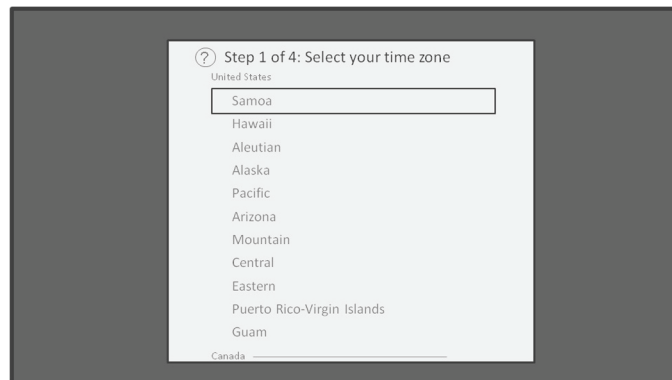 ? Step 1 of 4: Select your time zone
United States
Samoa
Hawaii
Aleutian
Alaska
Pacific
Arizona
Mountain
Central
Eastern
Puerto Rico-Virgin Islands
Guam
Canada